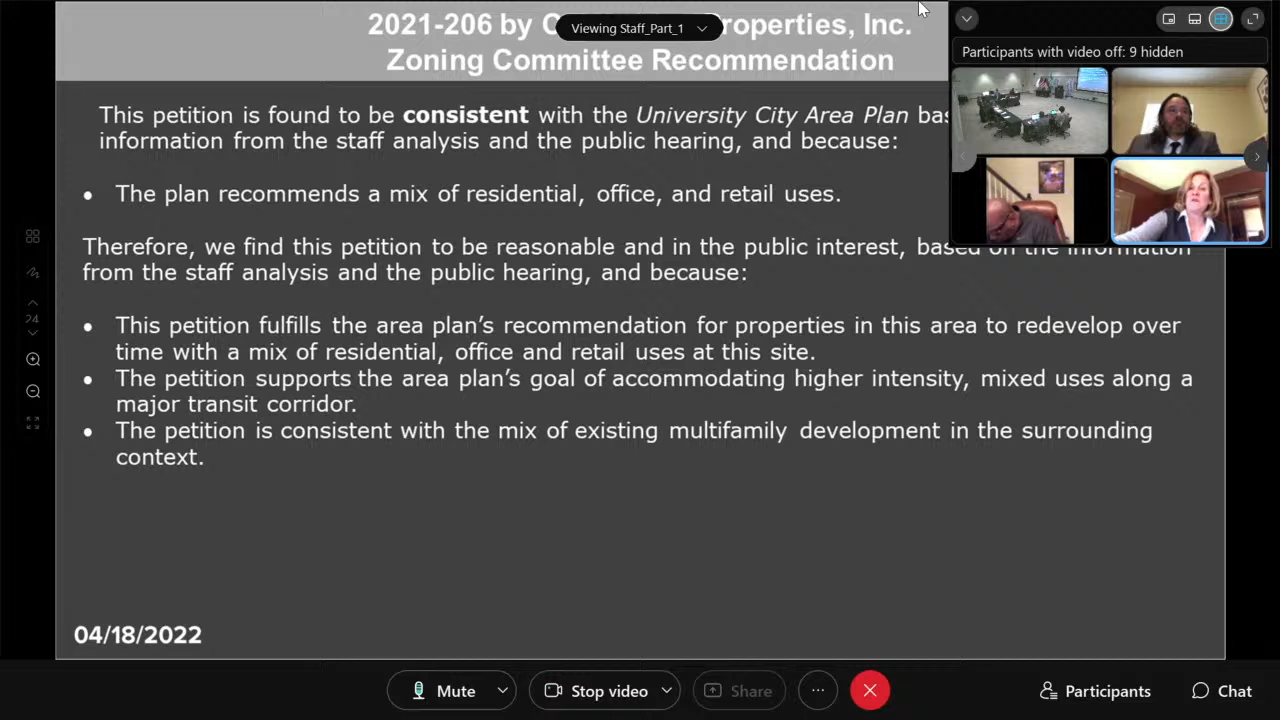 2021-206 by C
Viewing Staff_Part_1
roperties, Inc.
Zoning Committee Recommendation
Participants with video off: 9 hidden
This petition is found to be consistent with the University City Area Plan bas
information from the staff analysis and the public hearing, and because:
• The plan recommends a mix of residential, office, and retail uses.
Therefore, we find this petition to be reasonable and in the public interest, based on the information
from the staff analysis and the public hearing, and because:
• This petition fulfills the area plan’s recommendation for properties in this area to redevelop over
time with a mix of residential, office and retail uses at this site.
• The petition supports the area plan’s goal of accommodating higher intensity, mixed uses along a
major transit corridor.
• The petition is consistent with the mix of existing multifamily development in the surrounding
context.
24
04/18/2022
Mute
Stop video
Share
Participants
Chat